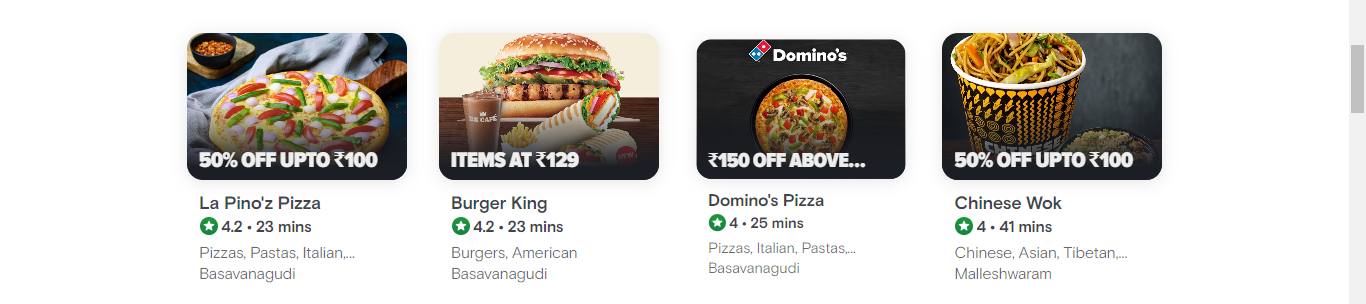 50% OFF UPTO ₹100
La Pino'z Pizza
4.2 • 23 mins
Pizzas, Pastas, Italian,...
Basavanagudi
BK CAFE
ITEMS AT ₹129
Burger King
4.2 • 23 mins
Burgers, American
Basavanagudi
Domino's
₹150 OFF ABOVE...
Domino's Pizza
4 • 25 mins
Pizzas, Italian, Pastas,...
Basavanagudi
CHINESE
50% OFF UPTO ₹100
Chinese Wok
4 • 41 mins
Chinese, Asian, Tibetan,...
Malleshwaram